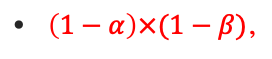 • (1 − α)×(1 − β),